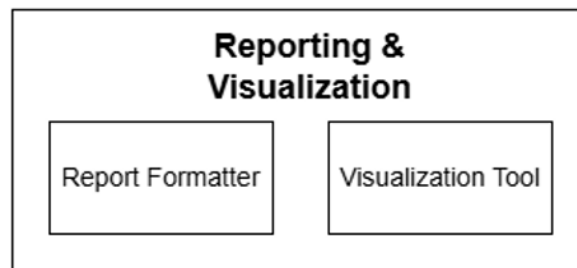 Reporting &
Visualization
Report Formatter
Visualization Tool